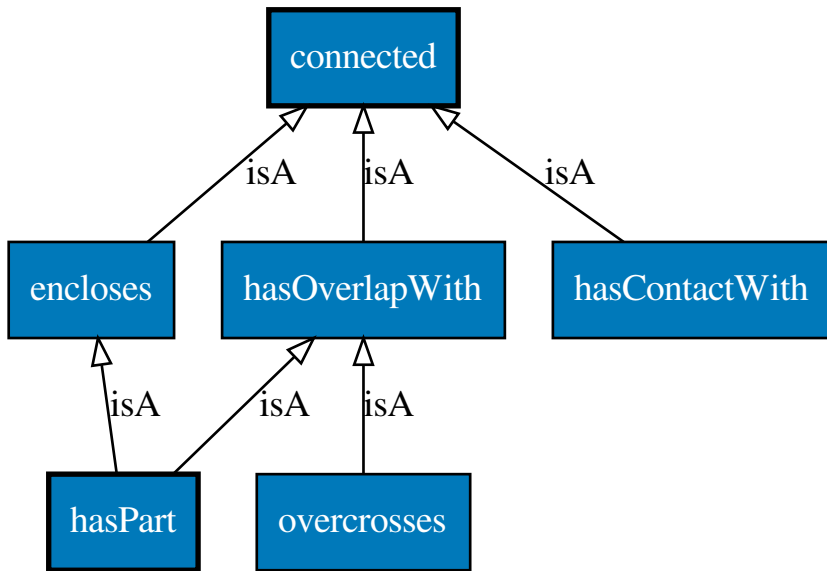 connected
isA
isA
isA
encloses
hasOverlapWith
hasContactWith
isA
isA
isA
hasPart
overcrosses